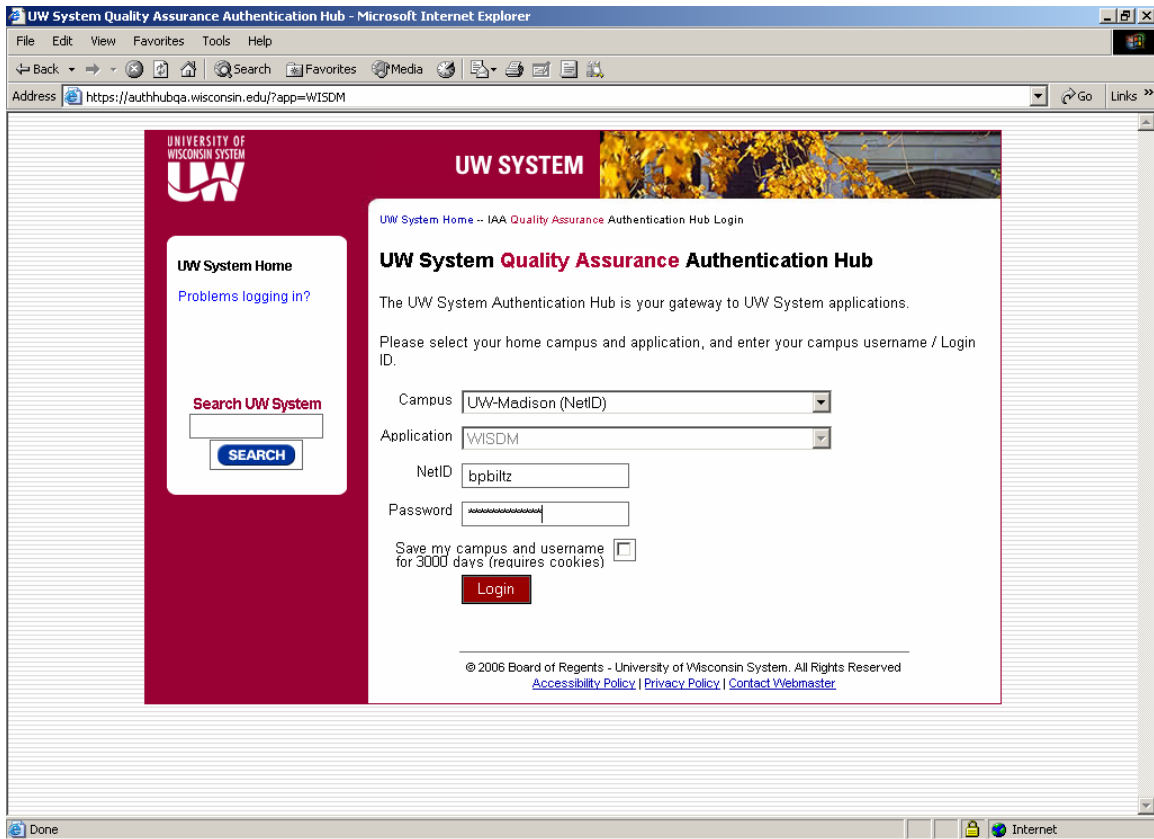 UW System Quality Assurance Authentication Hub - Microsoft Internet Explorer
File Edit View Favorites Tools Help
Back Search Favorites Media
Address https://authhubqa.wisconsin.edu/?app=WISDM Go Links »
UNIVERSITY OF
WISCONSIN SYSTEM
UW
UW SYSTEM
UW System Home -- IAA Quality Assurance Authentication Hub Login
UW System Home
Problems logging in?
Search UW System
SEARCH
UW System Quality Assurance Authentication Hub
The UW System Authentication Hub is your gateway to UW System applications.
Please select your home campus and application, and enter your campus username / Login
ID.
Campus UW-Madison (NetID)
Application WISDM
NetID bpbiltz
Password *************
Save my campus and username
for 3000 days (requires cookies)
Login
© 2006 Board of Regents - University of Wisconsin System. All Rights Reserved
Accessibility Policy | Privacy Policy | Contact Webmaster
Done Internet